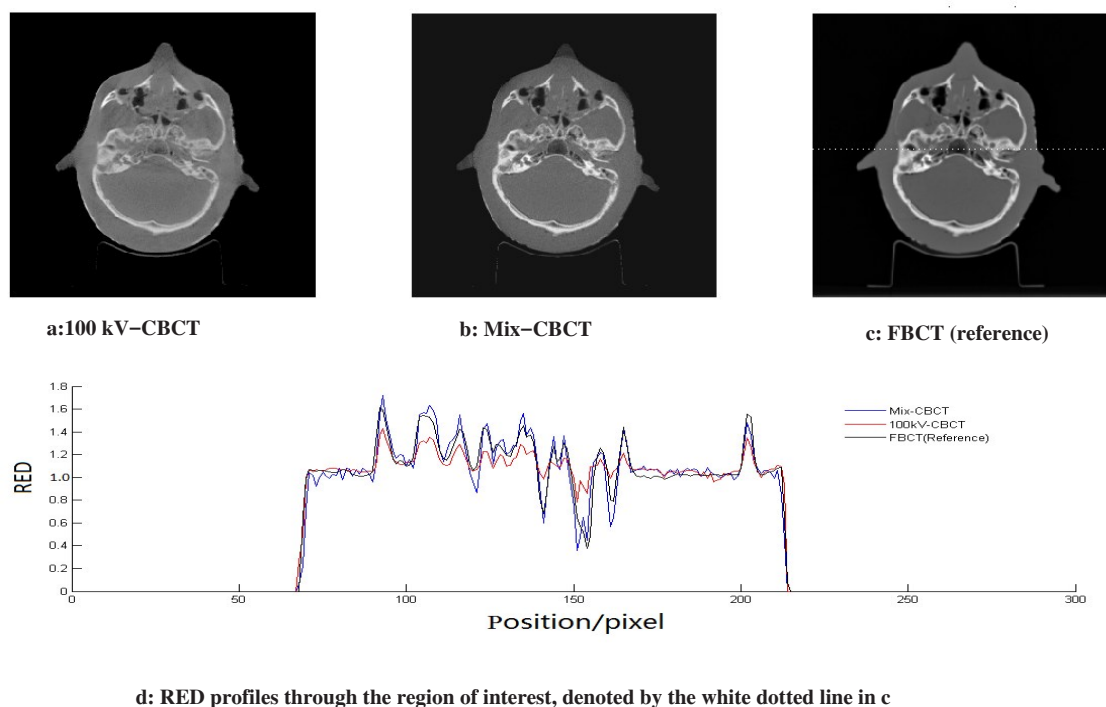 a:100 kV−CBCT
b: Mix−CBCT
c: FBCT (reference)
1.8
1.6
1.4
1.2
1.0
0.8
0.6
0.4
0.2
0
RED
Mix-CBCT
100kV-CBCT
FBCT(Reference)
0
50
100
150
200
250
300
Position/pixel
d: RED profiles through the region of interest, denoted by the white dotted line in c